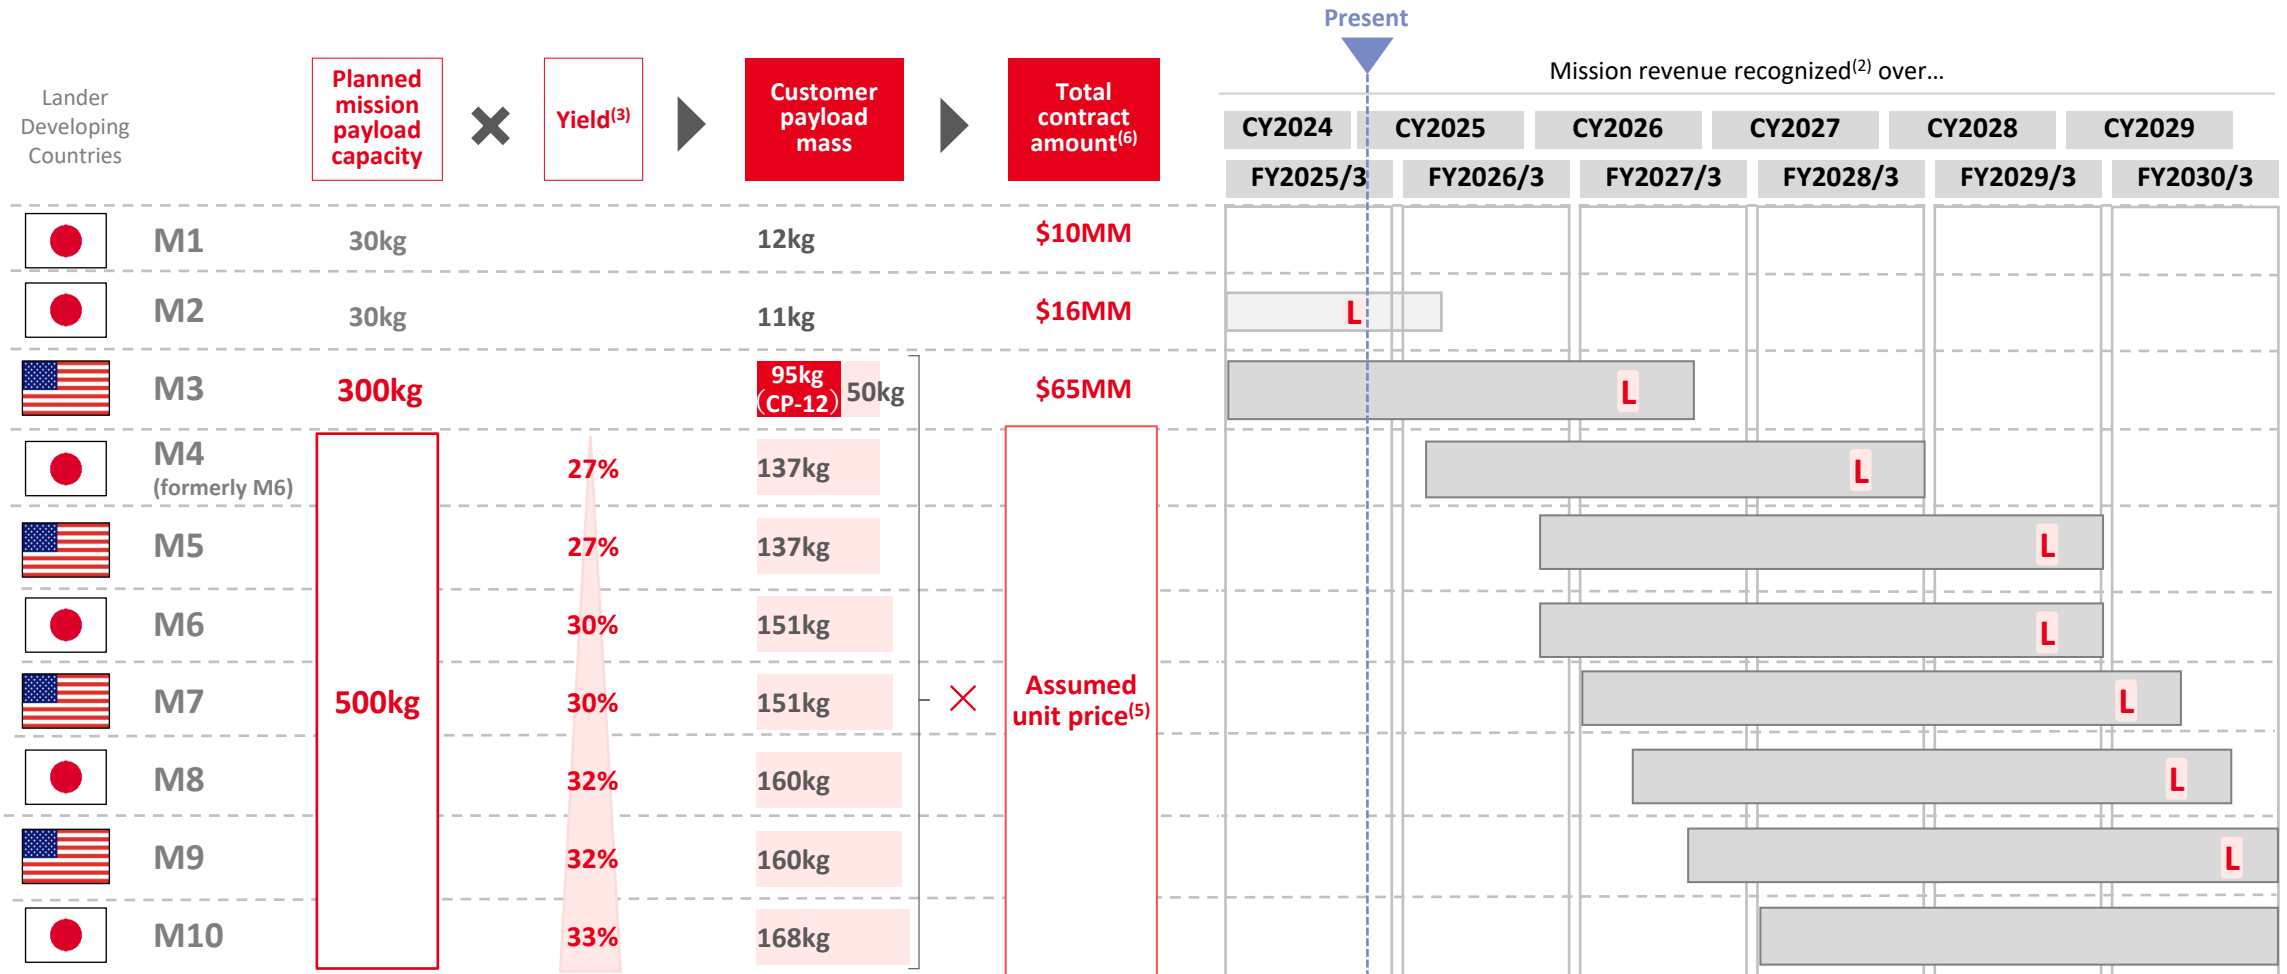 Present
Mission revenue recognized(2) over...
Lander
Developing
Countries
Planned
mission
payload
capacity
Yield(3)
Customer
payload
mass
Total
contract
amount(6)
CY2024 CY2025 CY2026 CY2027 CY2028 CY2029
FY2025/3 FY2026/3 FY2027/3 FY2028/3 FY2029/3 FY2030/3
M1 30kg 12kg $10MM
M2 30kg 11kg $16MM L
M3 300kg 95kg (CP-12) 50kg $65MM L
M4 27% 137kg L
(formerly M6)
M5 27% 137kg L
M6 30% 151kg L
M7 500kg 30% 151kg L
Assumed
unit price(5)
M8 32% 160kg L
M9 32% 160kg L
M10 33% 168kg